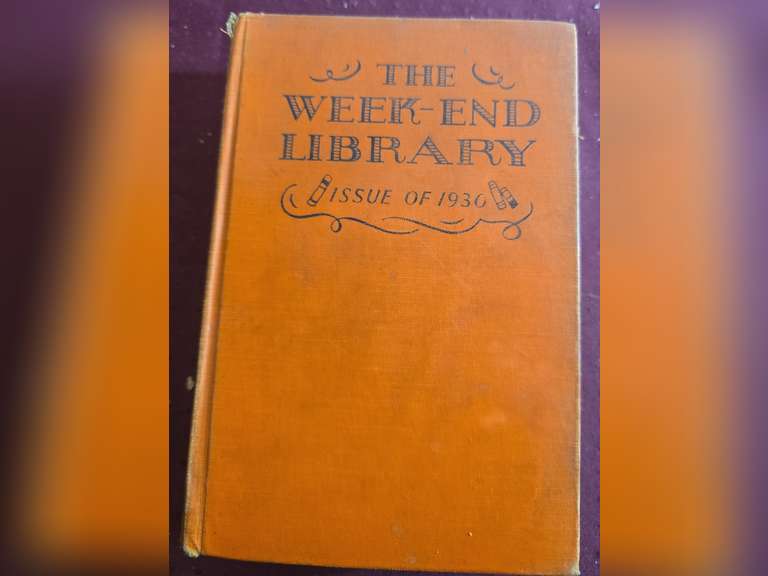 THE
WEEK-END
LIBRARY
ISSUE OF 1930